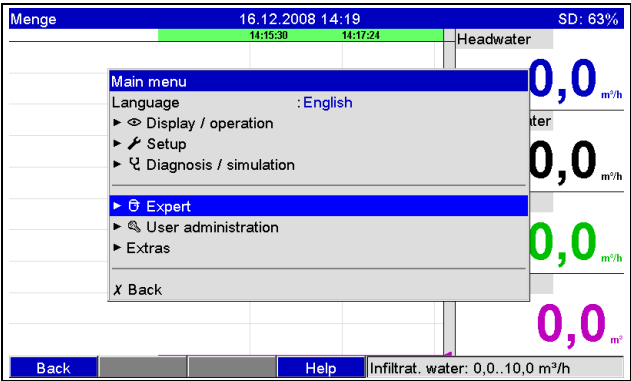 Menge 16.12.2008 14:19 SD: 63%
14:15:30 14:17:24
Headwater
0,0 m³/h
Main menu
Language :English
► Display / operation
► Setup
► Diagnosis / simulation
► Expert
► User administration
► Extras
X Back
0,0 m³/h
0,0 m³/h
0,0 m³
Back Help Infiltrat. water: 0,0..10,0 m³/h